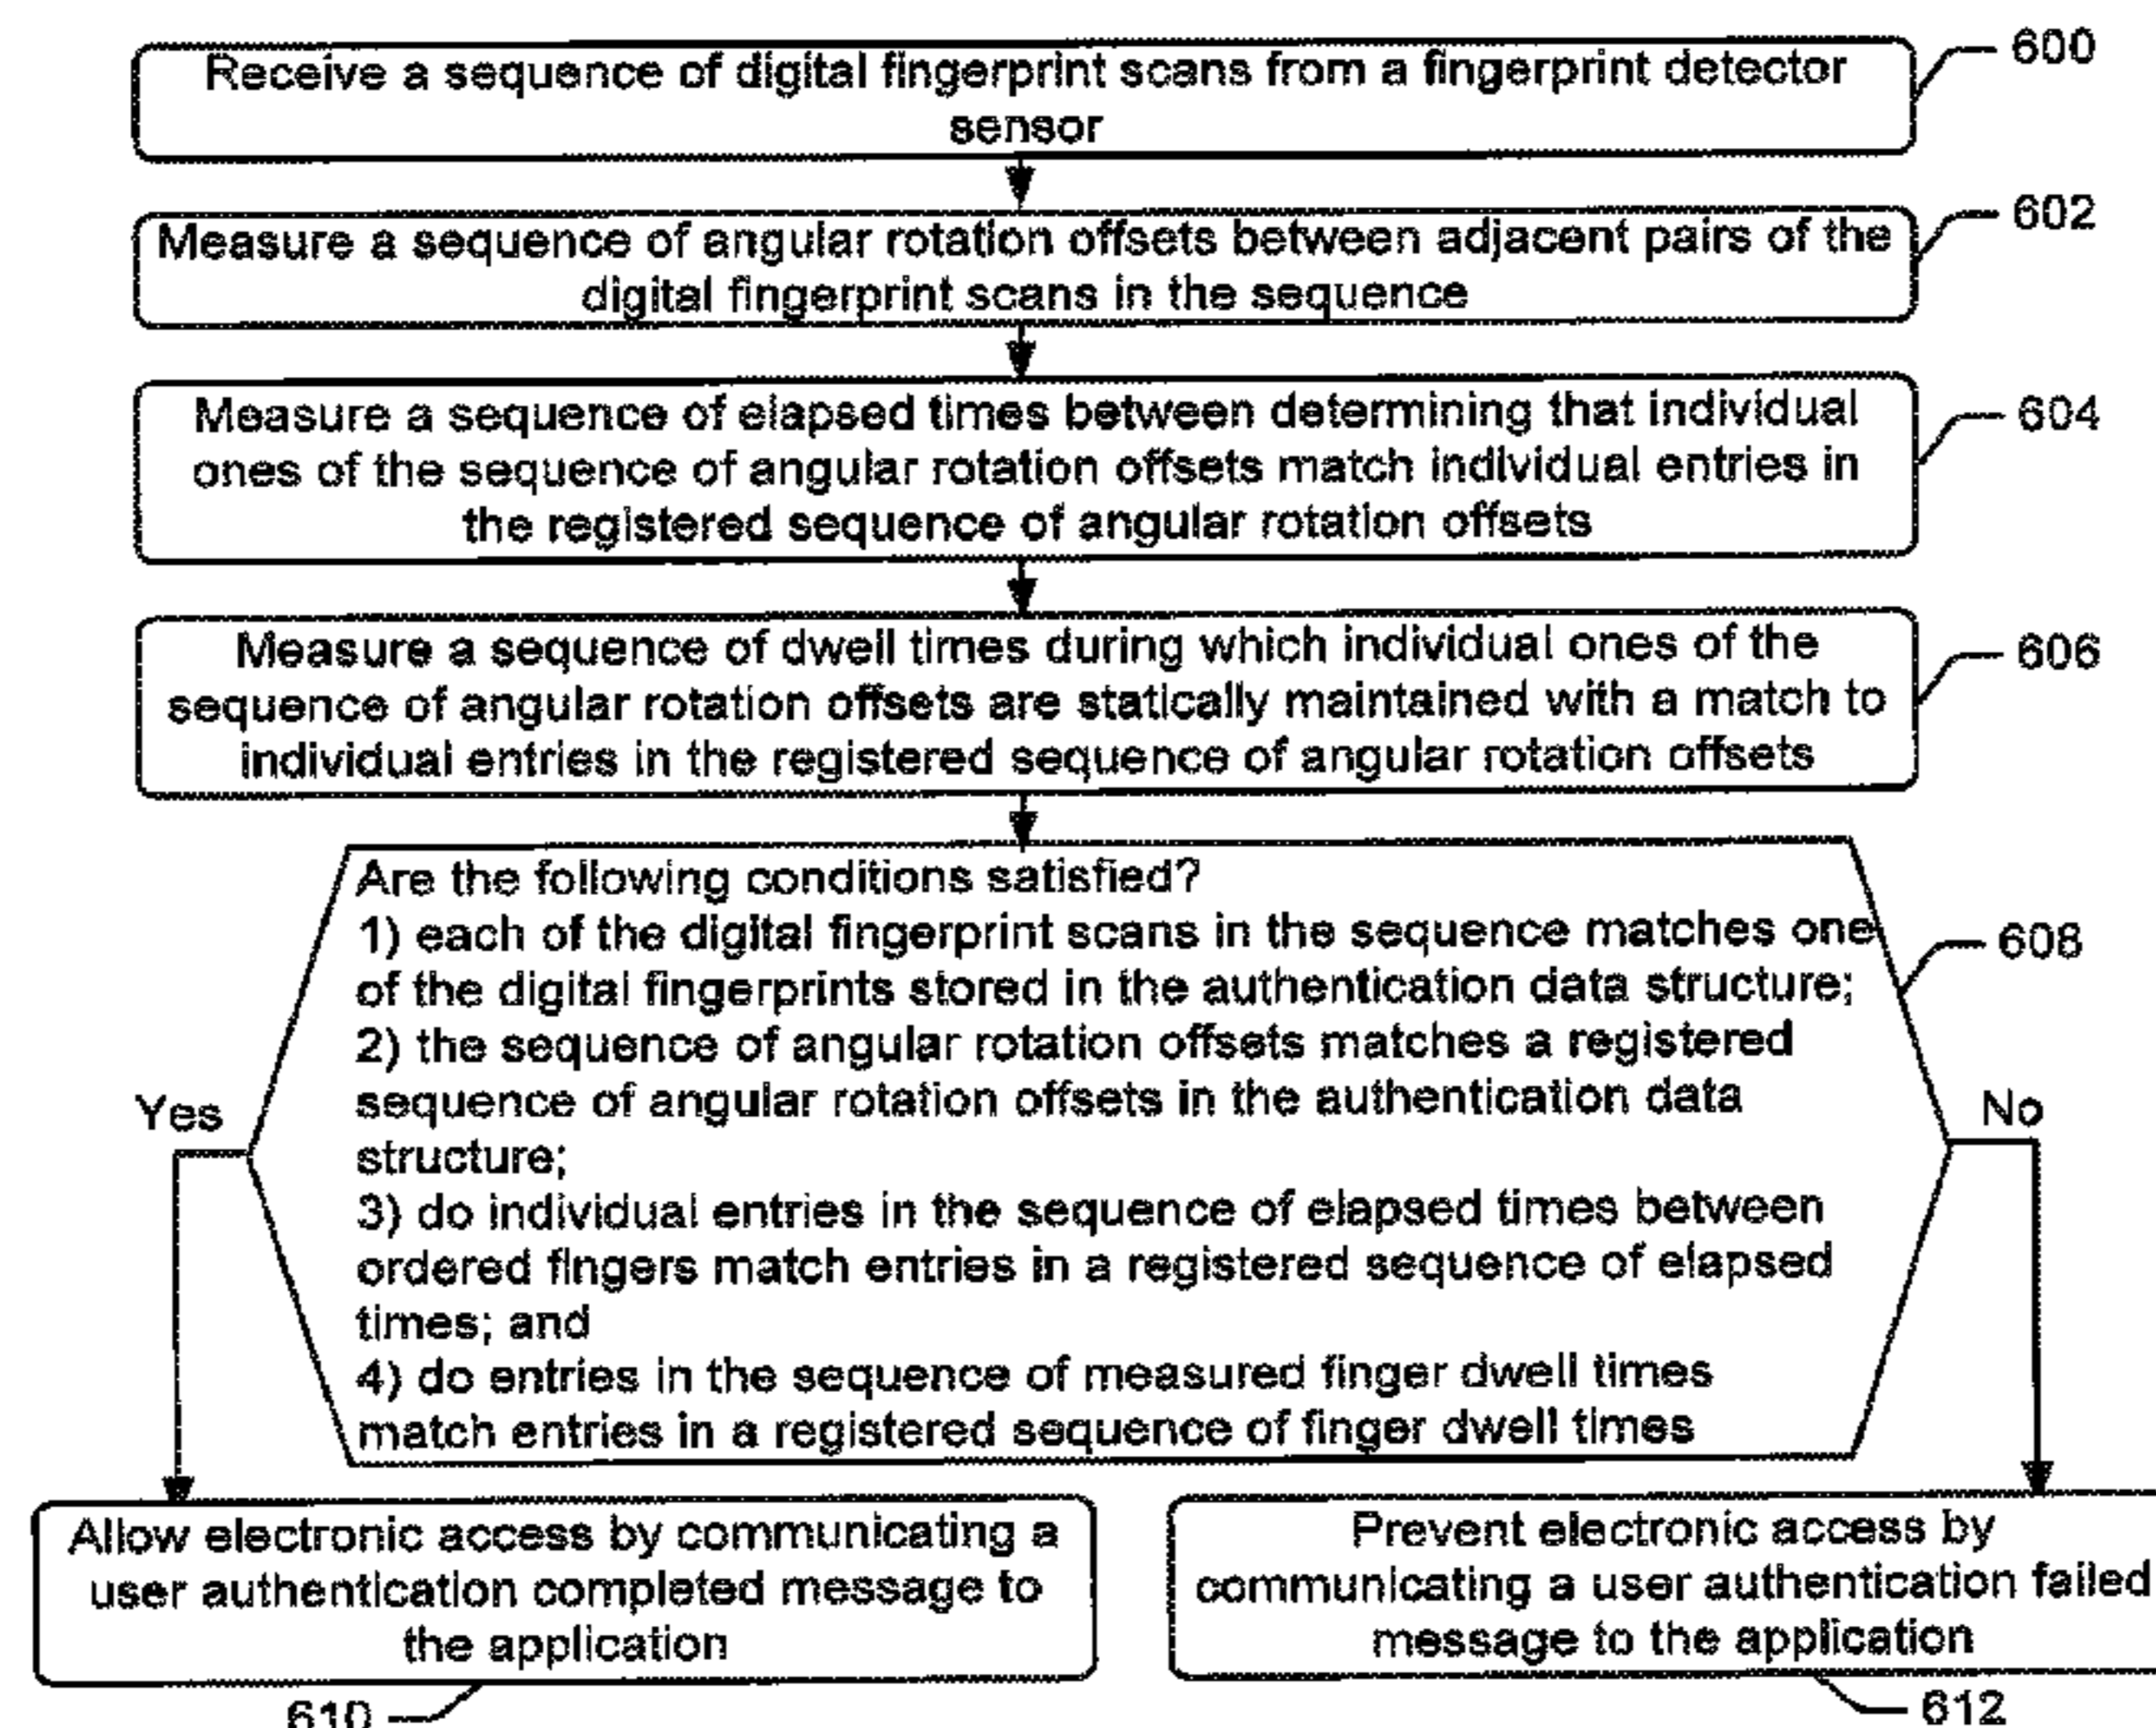 Receive a sequence of digital fingerprint scans from a fingerprint detector
sensor
600
Measure a sequence of angular rotation offsets between adjacent pairs of the
digital fingerprint scans in the sequence
602
Measure a sequence of elapsed times between determining that individual
ones of the sequence of angular rotation offsets match individual entries in
the registered sequence of angular rotation offsets
604
Measure a sequence of dwell times during which individual ones of the
sequence of angular rotation offsets are statically maintained with a match to
individual entries in the registered sequence of angular rotation offsets
606
Are the following conditions satisfied?
1) each of the digital fingerprint scans in the sequence matches one
of the digital fingerprints stored in the authentication data structure;
2) the sequence of angular rotation offsets matches a registered
sequence of angular rotation offsets in the authentication data
structure;
3) do individual entries in the sequence of elapsed times between
ordered fingers match entries in a registered sequence of elapsed
times; and
4) do entries in the sequence of measured finger dwell times
match entries in a registered sequence of finger dwell times
608
Yes
No
Allow electronic access by communicating a
user authentication completed message to
the application
610
Prevent electronic access by
communicating a user authentication failed
message to the application
612